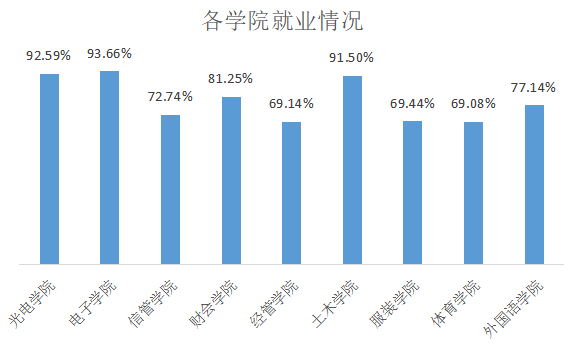 各学院就业情况
92.59%
93.66%
72.74%
81.25%
69.14%
91.50%
69.44%
69.08%
77.14%
光电学院
电子学院
信管学院
财会学院
经管学院
土木学院
服装学院
体育学院
外国语学院